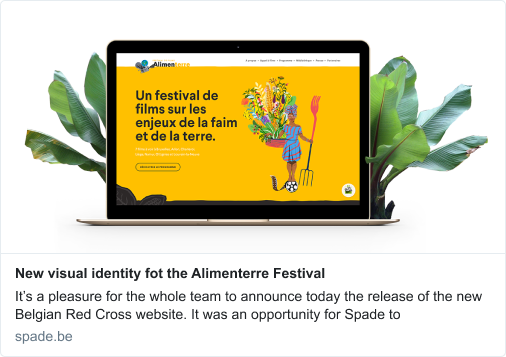 Alimenterre
Un festival de
films sur les
enjeux de la faim
et de la terre.
New visual identity fot the Alimenterre Festival
It's a pleasure for the whole team to announce today the release of the new
Belgian Red Cross website. It was an opportunity for Spade to
spade.be